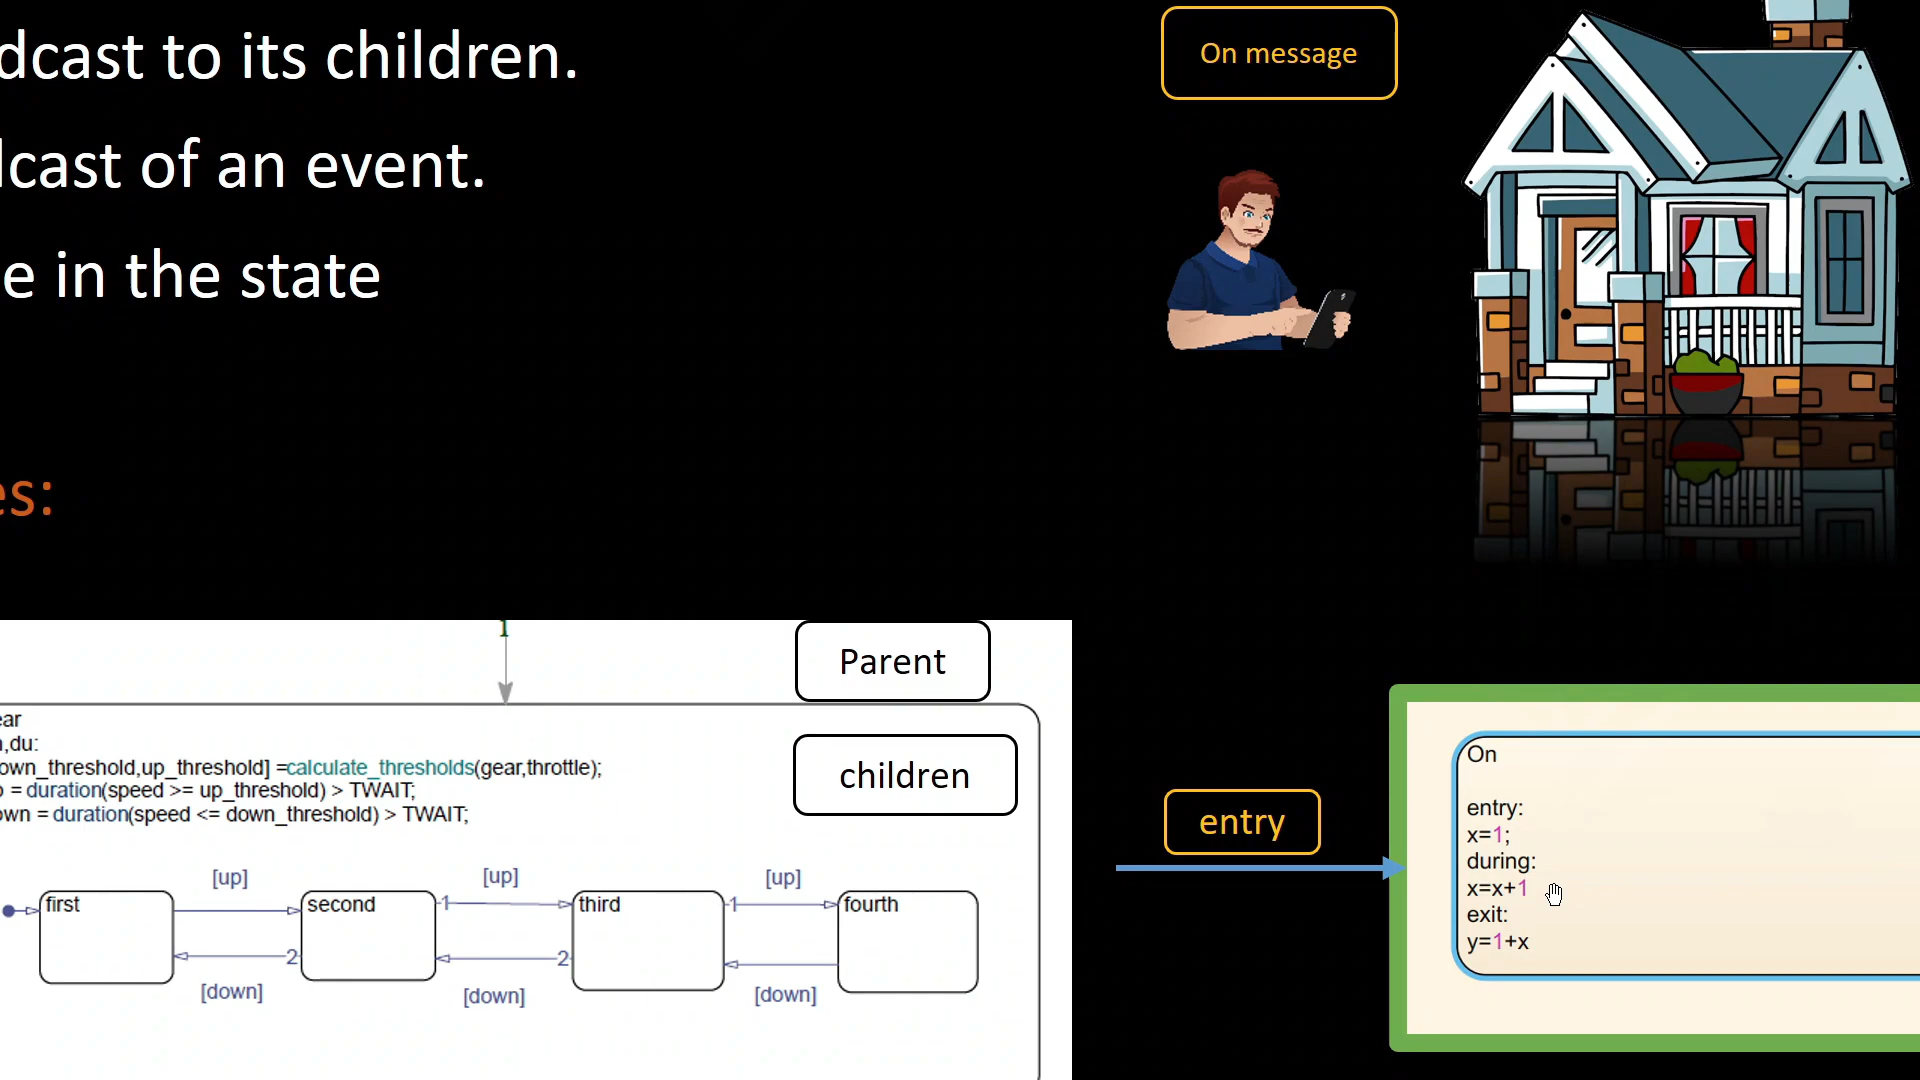 dcast to its children.
On message
cast of an event.
e in the state
es:
1
Parent
ear
,du:
children
own_threshold,up_threshold] =calculate_thresholds(gear,throttle);
= duration(speed >= up_threshold) > TWAIT;
own = duration(speed <= down_threshold) > TWAIT;
[up]
[up]
[up]
first
second
1
third
1
fourth
2
2
[down]
[down]
[down]
entry
On
entry:
x=1;
during:
x=x+1
exit:
y=1+x